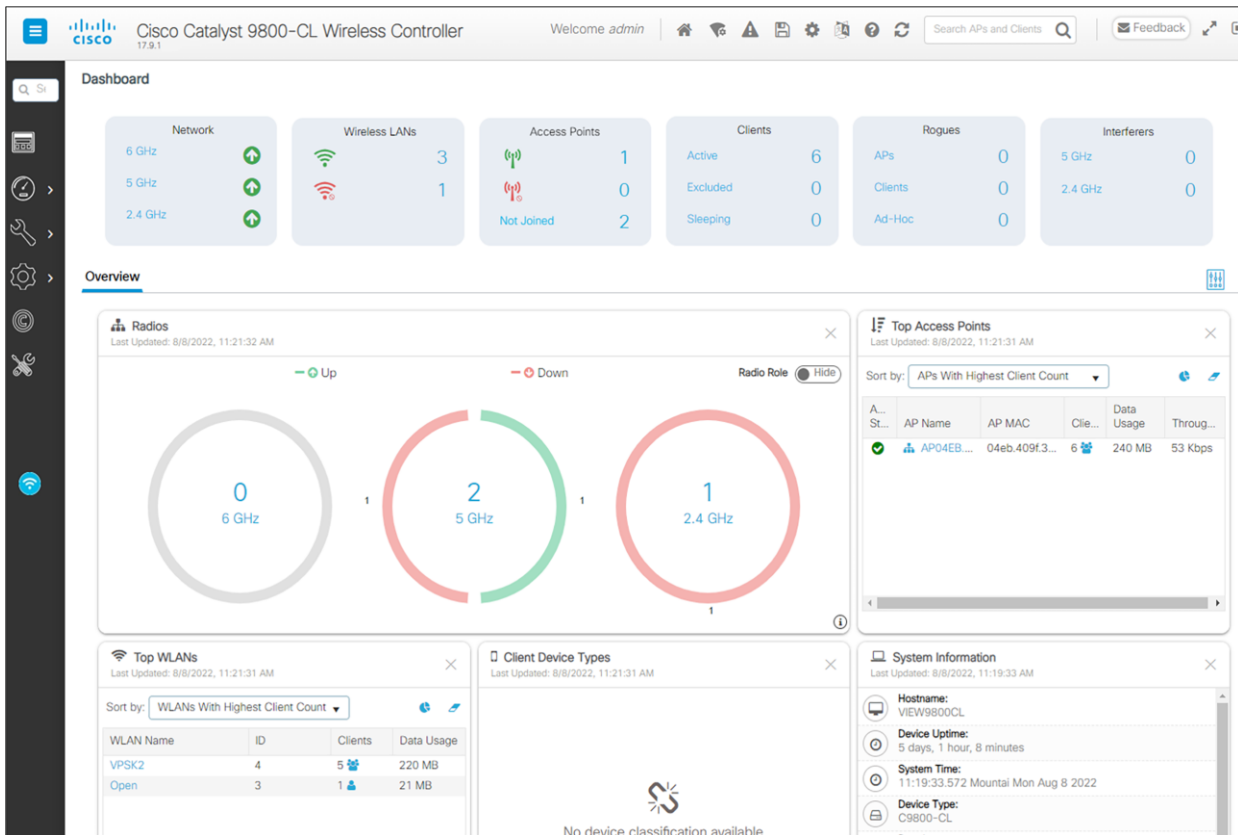 CISCO
Cisco Catalyst 9800-CL Wireless Controller
17.9.1
Welcome admin
Search APs and Clients
Feedback
Dashboard
Network
6 GHz
5 GHz
2.4 GHz
Wireless LANs
3
1
Access Points
1
0
Not Joined 2
Clients
Active 6
Excluded 0
Sleeping 0
Rogues
APs 0
Clients 0
Ad-Hoc 0
Interferers
5 GHz 0
2.4 GHz 0
Overview
Radios
Last Updated: 8/8/2022, 11:21:32 AM
Up
Down
Radio Role Hide
0
6 GHz
1
2
5 GHz
1
1
2.4 GHz
1
Top Access Points
Last Updated: 8/8/2022, 11:21:31 AM
Sort by: APs With Highest Client Count
A... St... AP Name AP MAC Clie... Data Usage Throug...
AP04EB.... 04eb.409f.3... 6 240 MB 53 Kbps
Top WLANs
Last Updated: 8/8/2022, 11:21:31 AM
Sort by: WLANs With Highest Client Count
WLAN Name ID Clients Data Usage
VPSK2 4 5 220 MB
Open 3 1 21 MB
Client Device Types
Last Updated: 8/8/2022, 11:21:31 AM
No device classification available
System Information
Last Updated: 8/8/2022, 11:19:33 AM
Hostname:
VIEW9800CL
Device Uptime:
5 days, 1 hour, 8 minutes
System Time:
11:19:33.572 Mountai Mon Aug 8 2022
Device Type:
C9800-CL